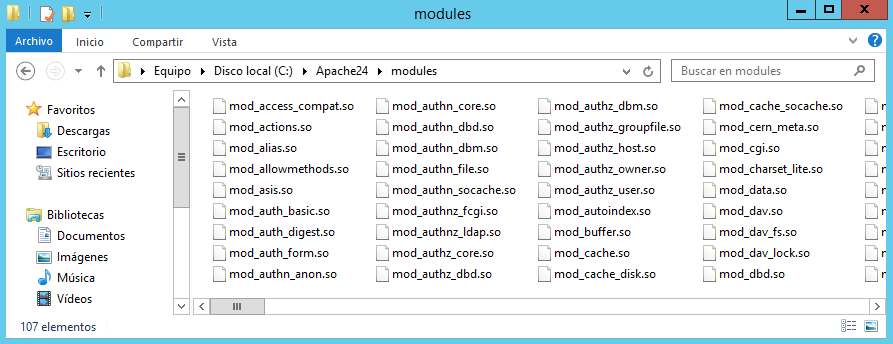 modules
Archivo Inicio Compartir Vista
Equipo Disco local (C:) Apache24 modules
Buscar en modules
Favoritos
Descargas
Escritorio
Sitios recientes
Bibliotecas
Documentos
Imágenes
Música
Vídeos
mod_access_compat.so
mod_actions.so
mod_alias.so
mod_allowmethods.so
mod_asis.so
mod_auth_basic.so
mod_auth_digest.so
mod_auth_form.so
mod_authn_anon.so
mod_authn_core.so
mod_authn_dbd.so
mod_authn_dbm.so
mod_authn_file.so
mod_authn_socache.so
mod_authnz_fcgi.so
mod_authnz_ldap.so
mod_authz_core.so
mod_authz_dbd.so
mod_authz_dbm.so
mod_authz_groupfile.so
mod_authz_host.so
mod_authz_owner.so
mod_authz_user.so
mod_autoindex.so
mod_buffer.so
mod_cache.so
mod_cache_disk.so
mod_cache_socache.so
mod_cern_meta.so
mod_cgi.so
mod_charset_lite.so
mod_data.so
mod_dav.so
mod_dav_fs.so
mod_dav_lock.so
mod_dbd.so
107 elementos